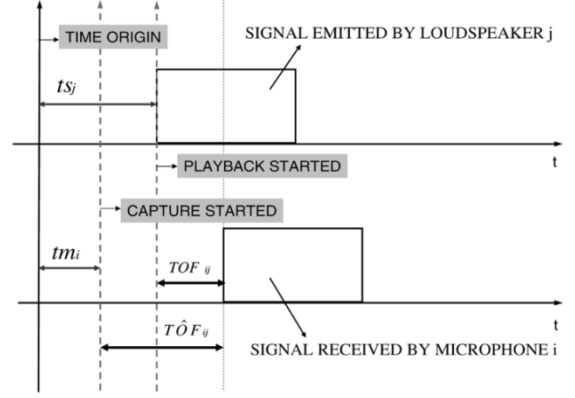 TIME ORIGIN
SIGNAL EMITTED BY LOUDSPEAKER j
tsj
t
PLAYBACK STARTED
CAPTURE STARTED
tmi
TOF ij
t
TÔF ij
SIGNAL RECEIVED BY MICROPHONE i